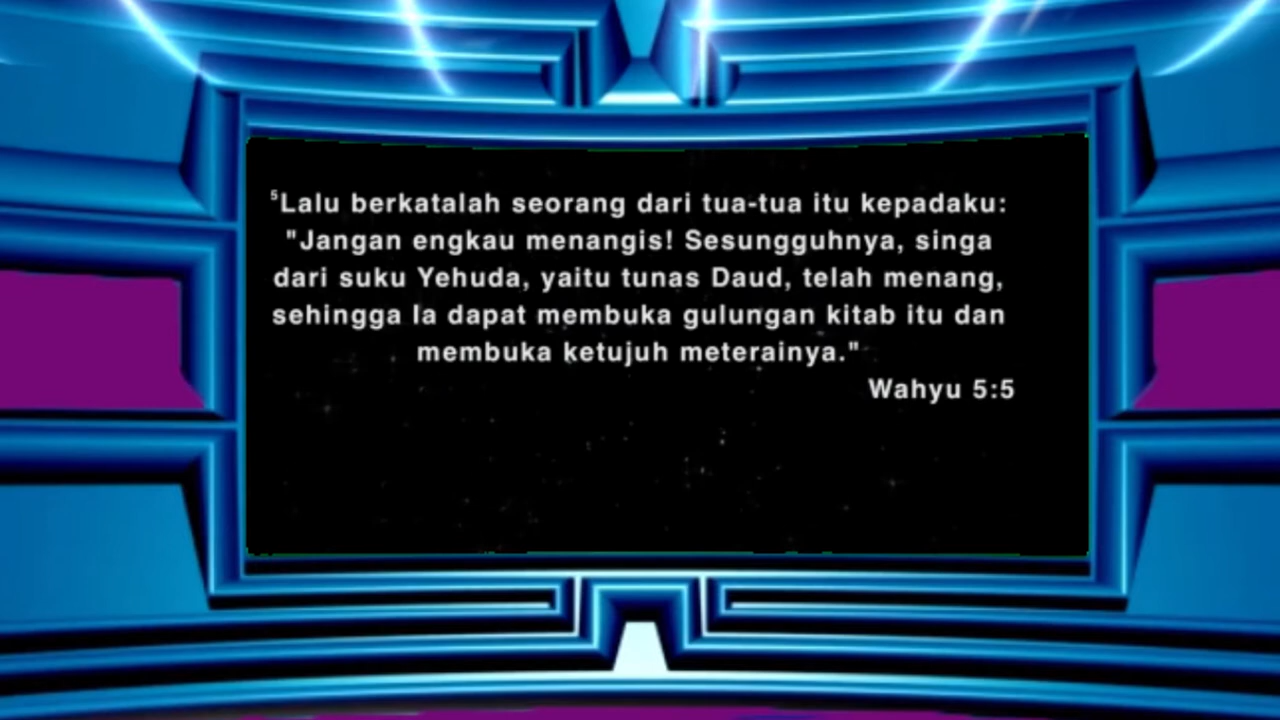 ⁵Lalu berkatalah seorang dari tua-tua itu kepadaku:
"Jangan engkau menangis! Sesungguhnya, singa
dari suku Yehuda, yaitu tunas Daud, telah menang,
sehingga Ia dapat membuka gulungan kitab itu dan
membuka ketujuh meterainya."
Wahyu 5:5